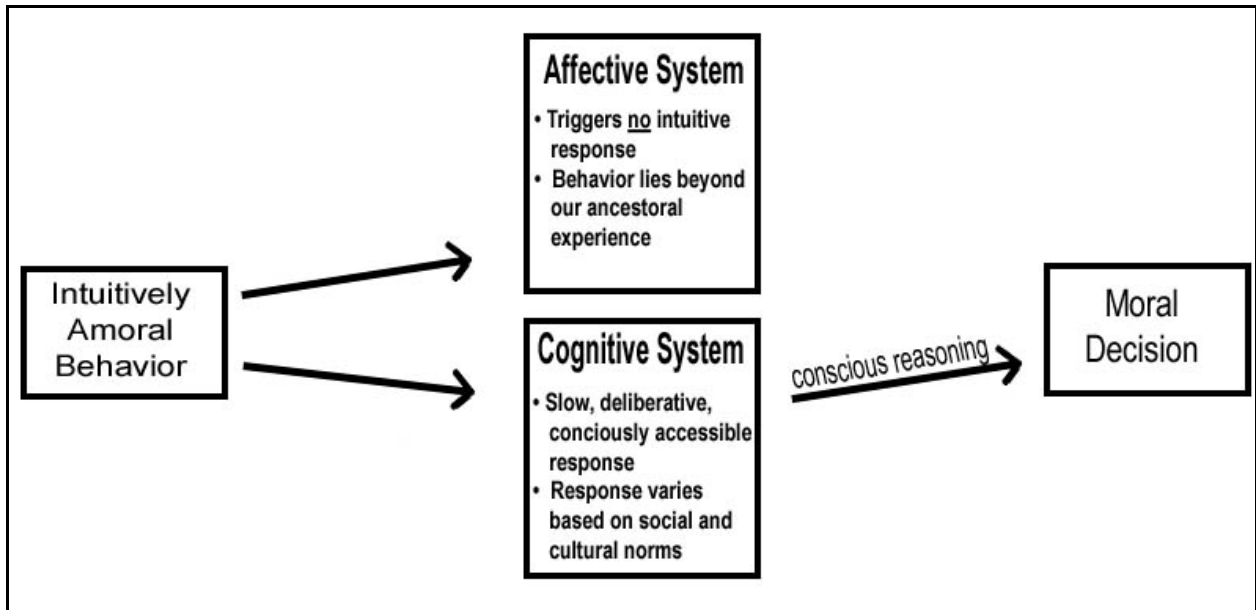 Affective System
• Triggers no intuitive
response
• Behavior lies beyond
our ancestoral
experience
Intuitively
Amoral
Behavior
Cognitive System
• Slow, deliberative,
conciously accessible
response
• Response varies
based on social and
cultural norms
conscious reasoning
Moral
Decision